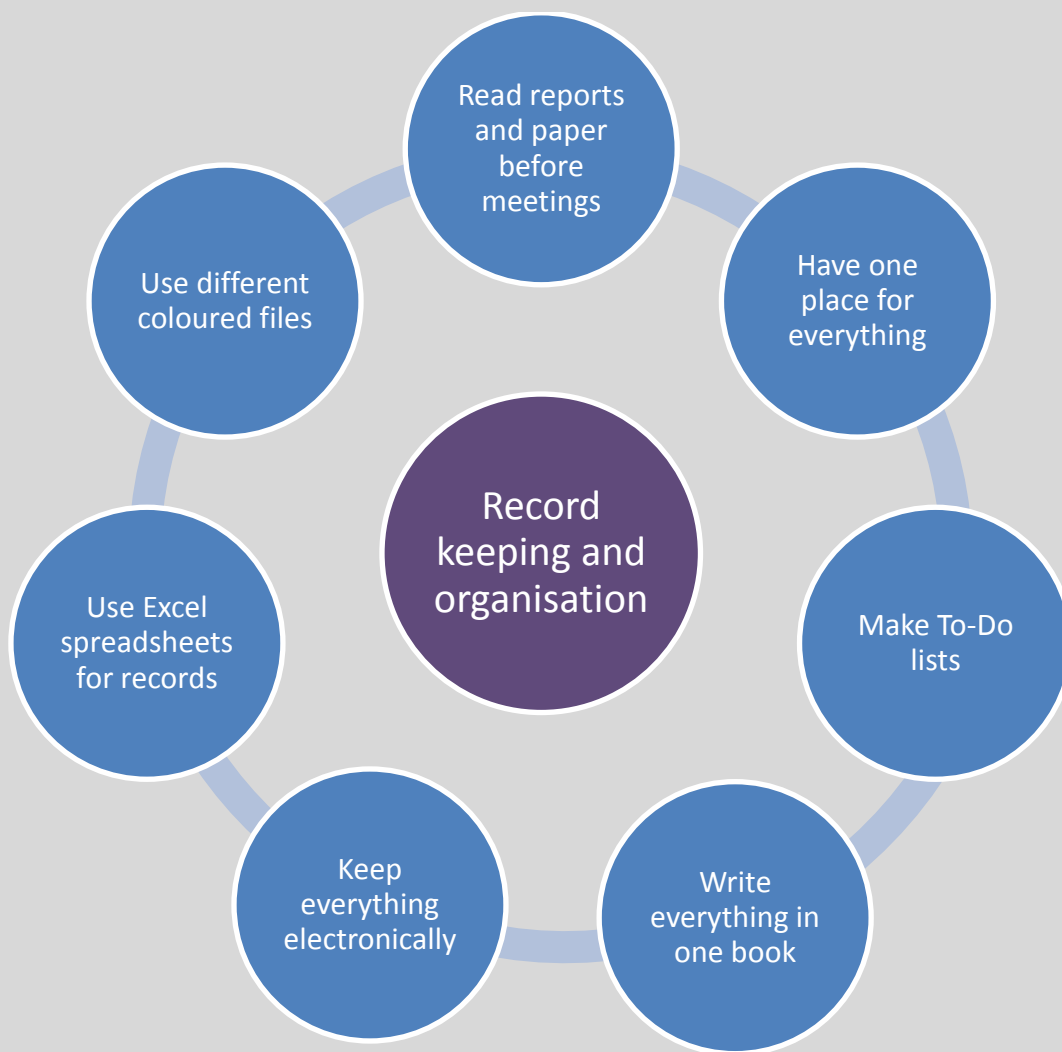 Read reports
and paper
before
meetings
Have one
place for
everything
Make To-Do
lists
Write
everything in
one book
Keep
everything
electronically
Use Excel
spreadsheets
for records
Use different
coloured files
Record
keeping and
organisation